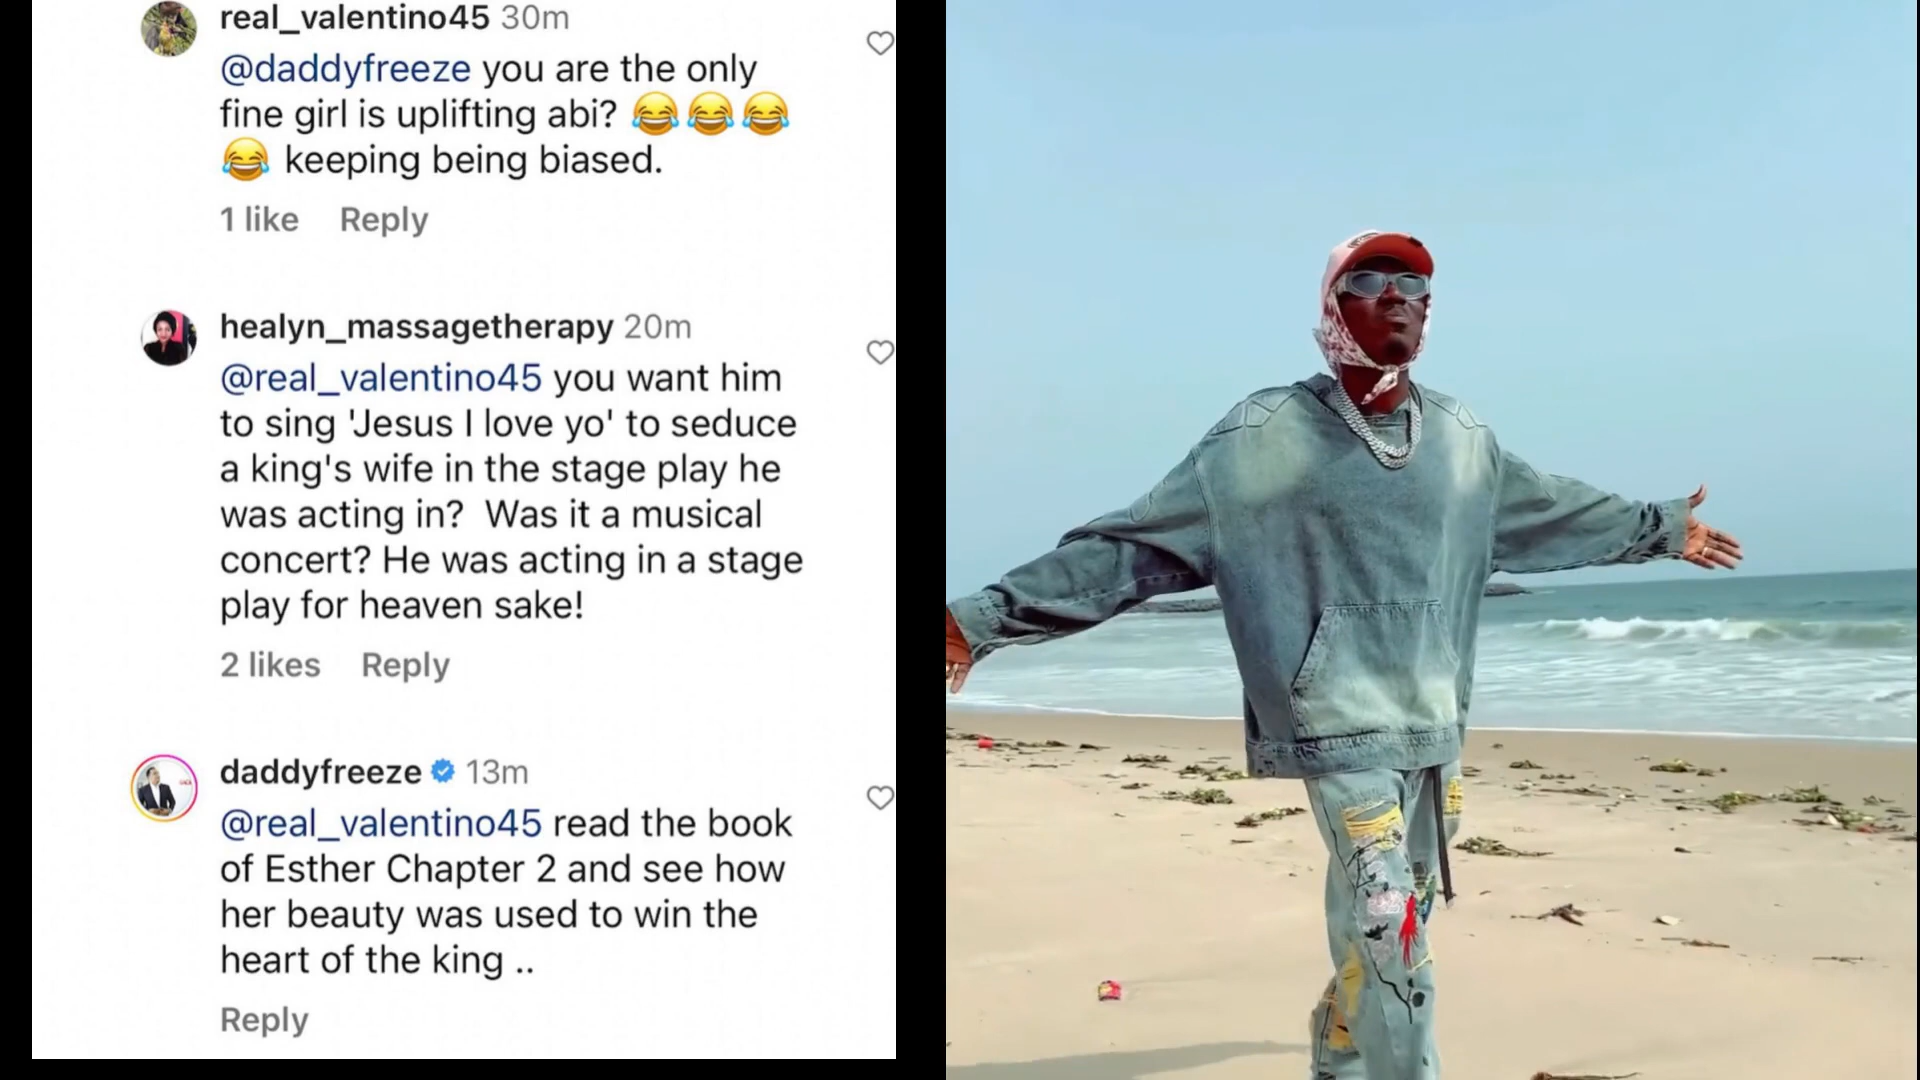 real_valentino45 30m
@daddyfreeze you are the only
fine girl is uplifting abi? 😂😂😂
😂 keeping being biased.
1 like Reply
healyn_massagetherapy 20m
@real_valentino45 you want him
to sing 'Jesus I love yo' to seduce
a king's wife in the stage play he
was acting in? Was it a musical
concert? He was acting in a stage
play for heaven sake!
2 likes Reply
daddyfreeze 13m
@real_valentino45 read the book
of Esther Chapter 2 and see how
her beauty was used to win the
heart of the king ..
Reply